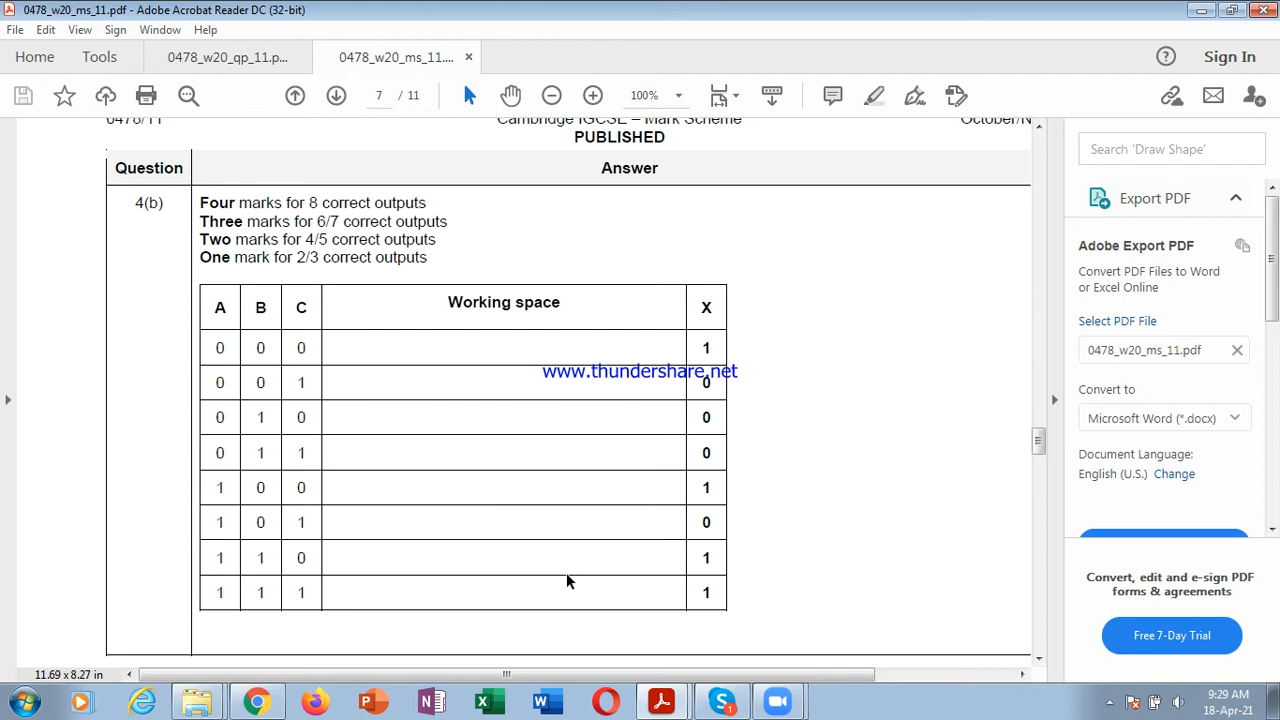 0478_w20_ms_11.pdf - Adobe Acrobat Reader DC (32-bit)
File Edit View Sign Window Help
Home Tools 0478_w20_qp_11.p... 0478_w20_ms_11.... × Sign In
7 / 11 100%
0478/11 Cambridge IGCSE – Mark Scheme October/N
PUBLISHED
Question Answer
4(b)
Four marks for 8 correct outputs
Three marks for 6/7 correct outputs
Two marks for 4/5 correct outputs
One mark for 2/3 correct outputs
A B C Working space X
0 0 0 1
www.thundershare.net
0 0 1 0
0 1 0 0
0 1 1 0
1 0 0 1
1 0 1 0
1 1 0 1
1 1 1 1
11.69 x 8.27 in
Search 'Draw Shape'
Export PDF
Adobe Export PDF
Convert PDF Files to Word
or Excel Online
Select PDF File
0478_w20_ms_11.pdf
Convert to
Microsoft Word (*.docx)
Document Language:
English (U.S.) Change
Convert, edit and e-sign PDF
forms & agreements
Free 7-Day Trial
9:29 AM
18-Apr-21